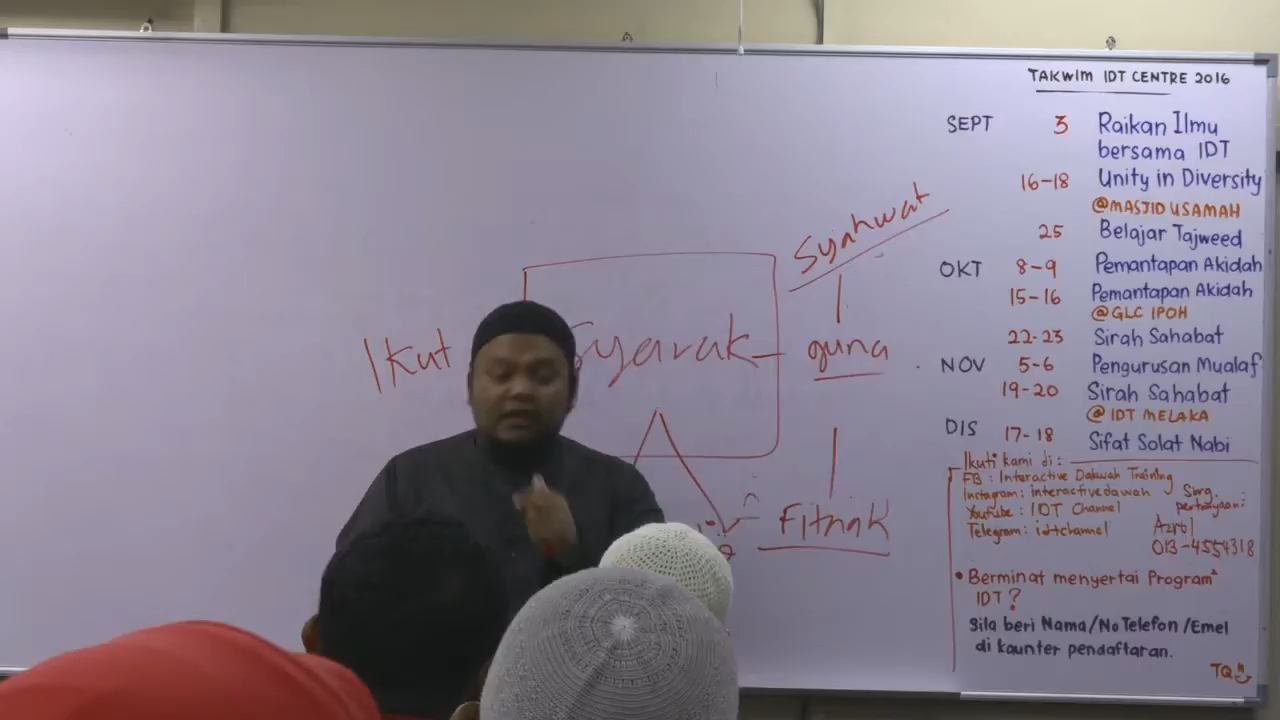 TAKWIM IDT CENTRE 2016
SEPT 3 Raikan Ilmu
bersama IDT
16-18 Unity in Diversity
@MASJID USAMAH
25 Belajar Tajweed
OKT 8-9 Pemantapan Akidah
15-16 Pemantapan Akidah
@GLC IPOH
22-23 Sirah Sahabat
NOV 5-6 Pengurusan Mualaf
19-20 Sirah Sahabat
@IDT MELAKA
DIS 17-18 Sifat Solat Nabi
Ikuti kami di:
FB: Interactive Dakwah Training
Instagram: interactivedawah
Youtube: IDT Channel
Telegram: idtchannel
Sbrg.
pertanyaan:
Azrol
013-4554318
• Berminat menyertai Program²
IDT?
Sila beri Nama/No Telefon/Emel
di kaunter pendaftaran.
TQ
Syahwat
Ikut Syarak guna
Fitnah